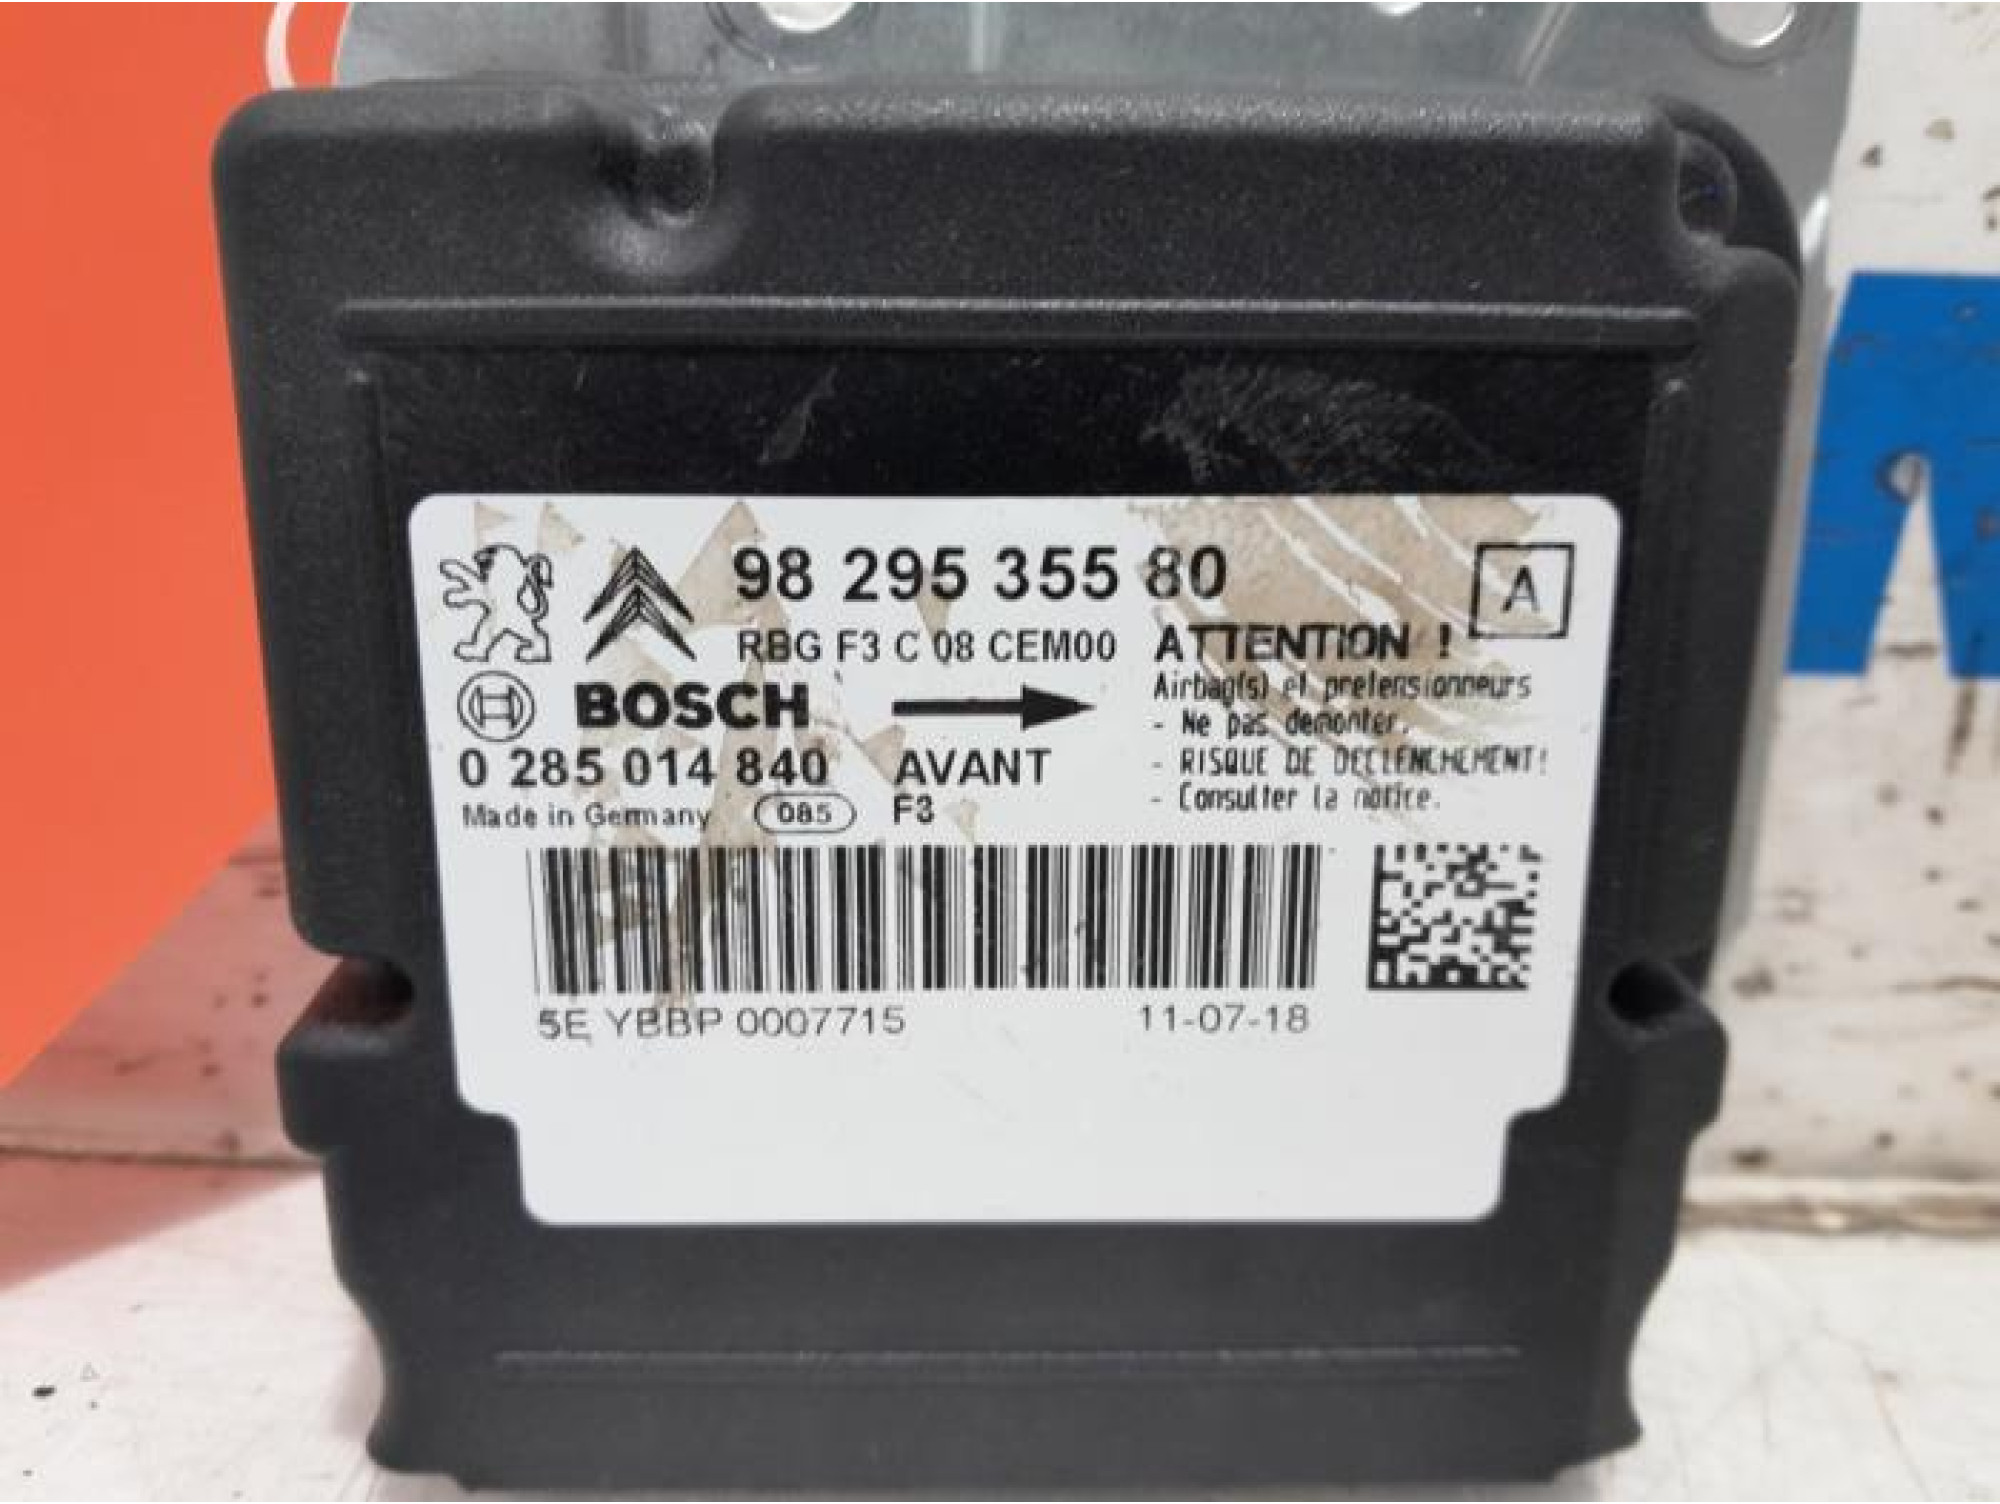 98 295 355 80
A
RBG F3 C 08 CEM00
ATTENTION !
Airbag(s) et pretensionneurs
- Ne pas demonter.
- RISQUE DE DECLENCHEMENT!
- Consulter la notice.
BOSCH
0 285 014 840 AVANT
Made in Germany 085 F3
5E YBBP 0007715 11-07-18